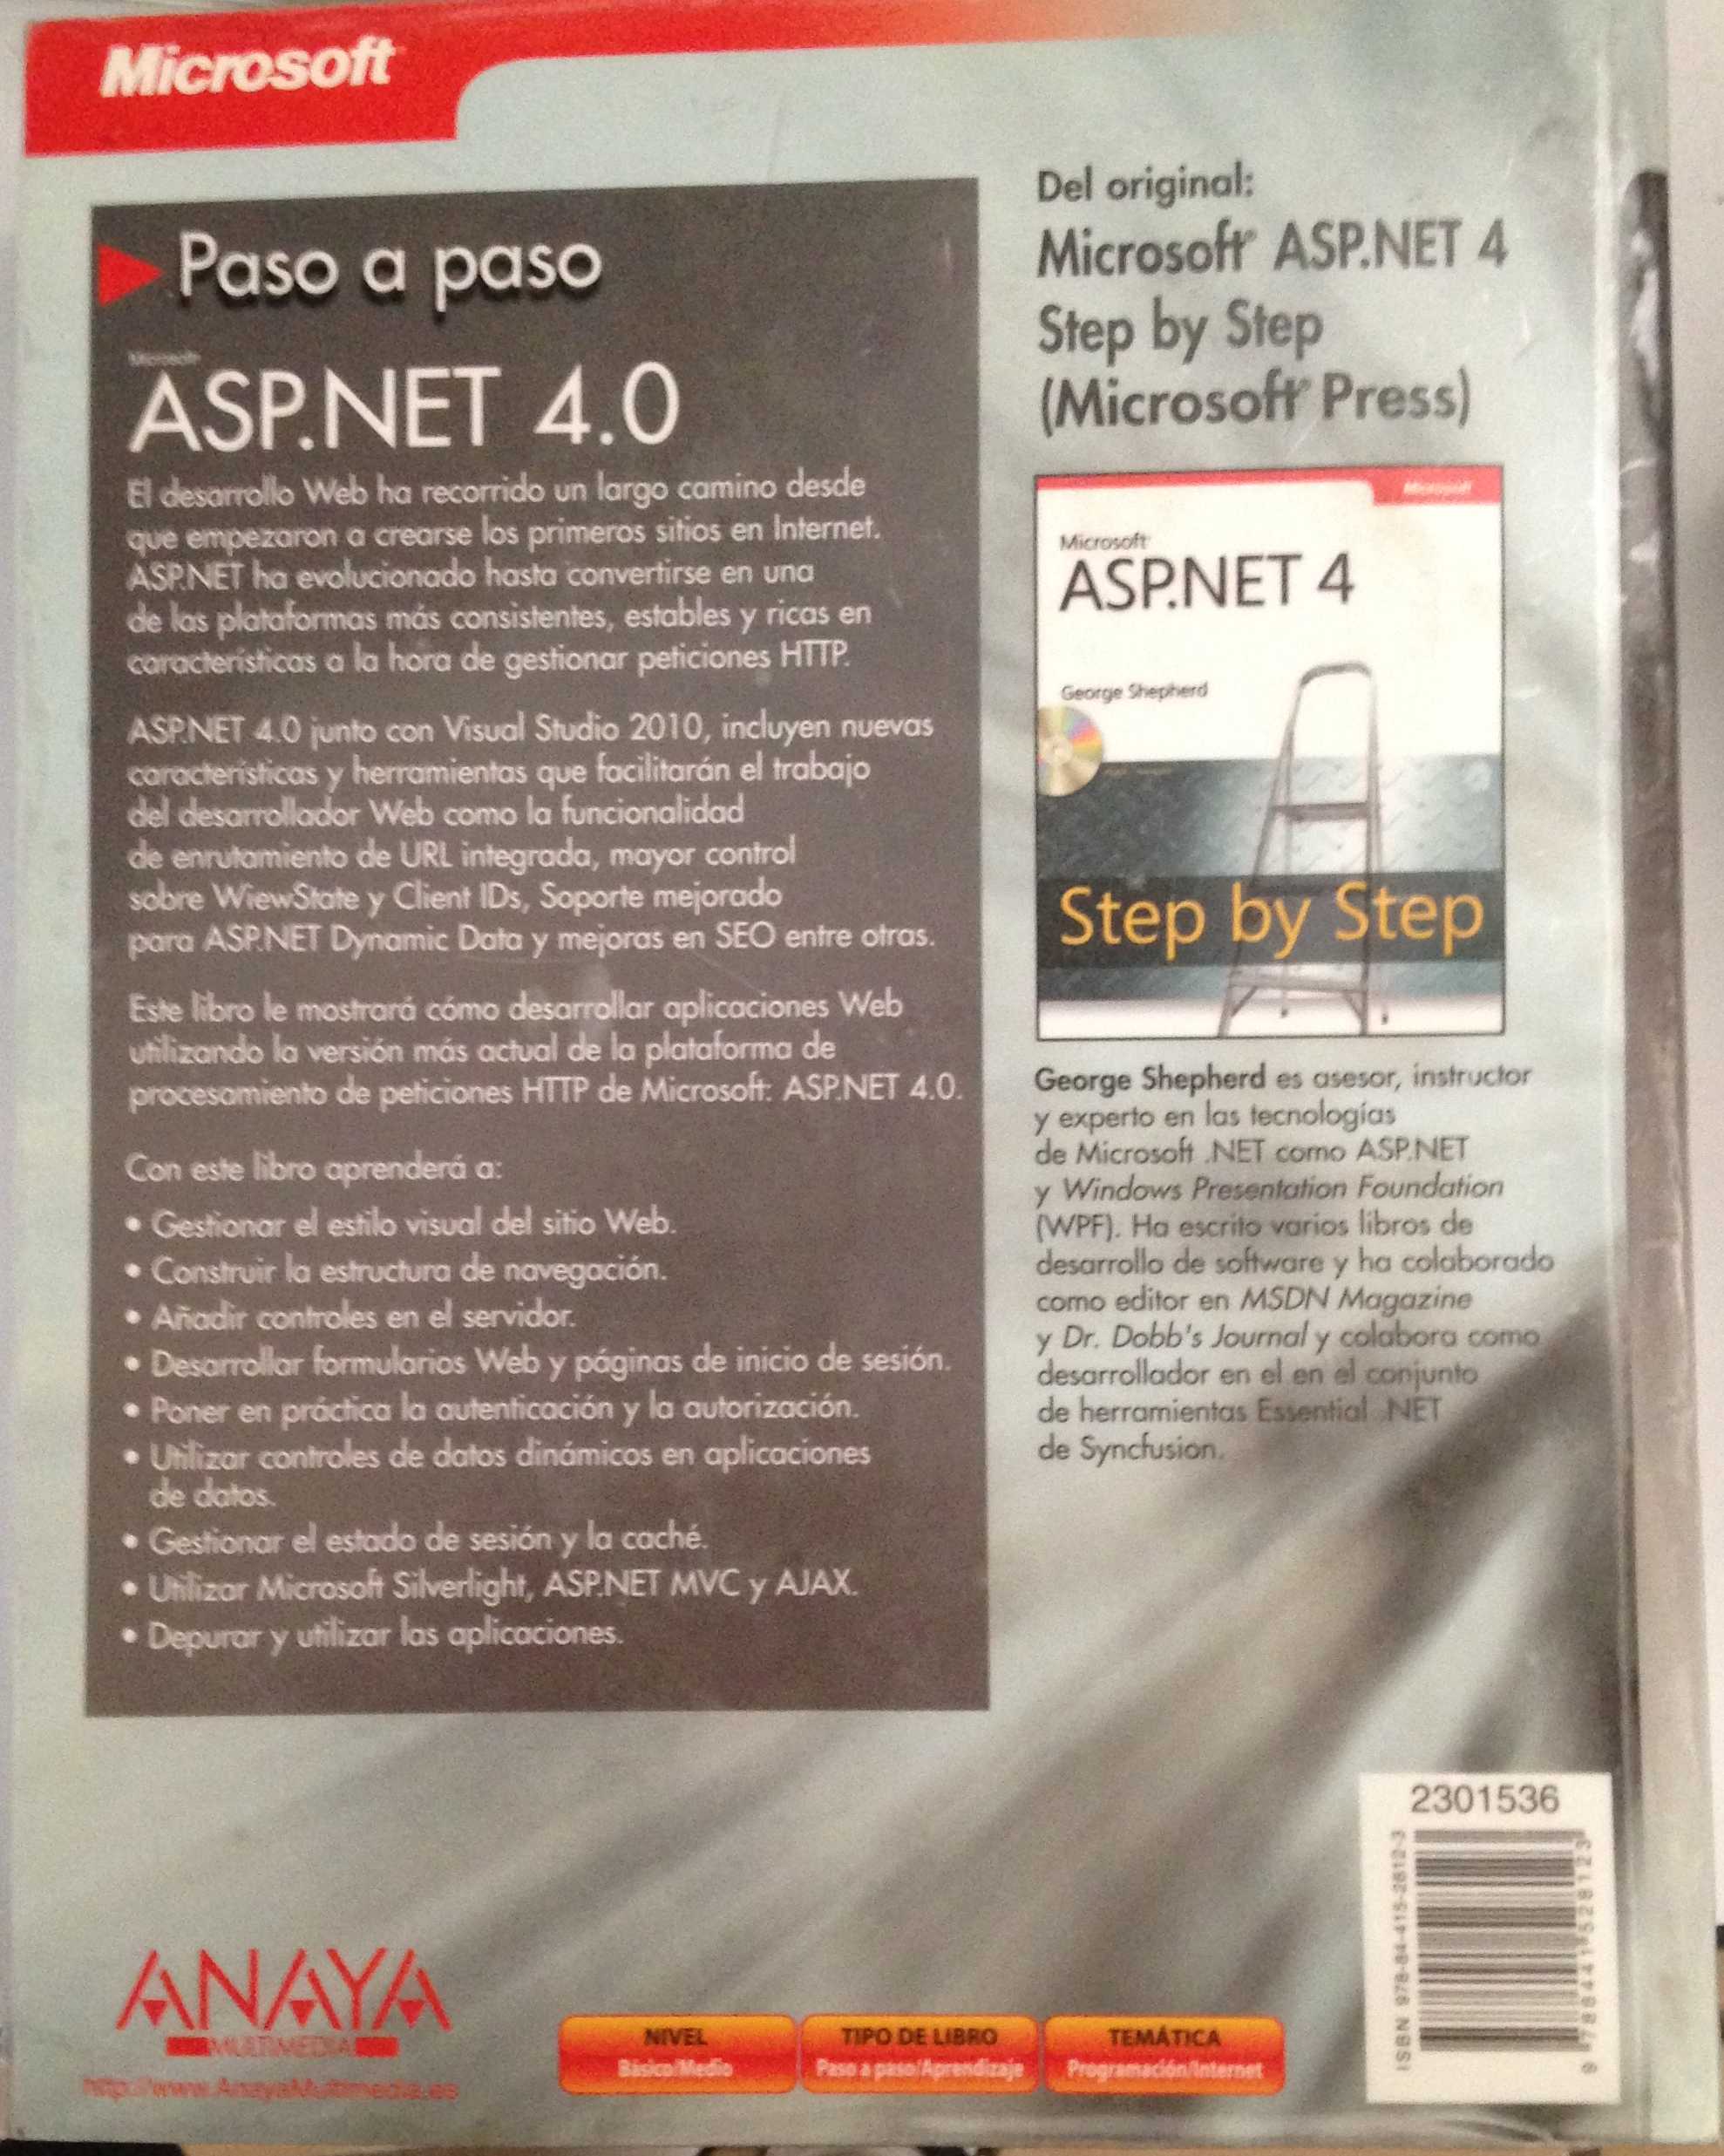 Microsoft
Paso a paso
Microsoft
ASP.NET 4.0
El desarrollo Web ha recorrido un largo camino desde
que empezaron a crearse los primeros sitios en Internet.
ASP.NET ha evolucionado hasta convertirse en una
de las plataformas más consistentes, estables y ricas en
características a la hora de gestionar peticiones HTTP.
ASP.NET 4.0 junto con Visual Studio 2010, incluyen nuevas
características y herramientas que facilitarán el trabajo
del desarrollador Web como la funcionalidad
de enrutamiento de URL integrada, mayor control
sobre WiewState y Client IDs, Soporte mejorado
para ASP.NET Dynamic Data y mejoras en SEO entre otras.
Este libro le mostrará cómo desarrollar aplicaciones Web
utilizando la versión más actual de la plataforma de
procesamiento de peticiones HTTP de Microsoft: ASP.NET 4.0.
Con este libro aprenderá a:
• Gestionar el estilo visual del sitio Web.
• Construir la estructura de navegación.
• Añadir controles en el servidor.
• Desarrollar formularios Web y páginas de inicio de sesión.
• Poner en práctica la autenticación y la autorización.
• Utilizar controles de datos dinámicos en aplicaciones
de datos.
• Gestionar el estado de sesión y la caché.
• Utilizar Microsoft Silverlight, ASP.NET MVC y AJAX.
• Depurar y utilizar las aplicaciones.
Del original:
Microsoft® ASP.NET 4
Step by Step
(Microsoft® Press)
Microsoft
Microsoft®
ASP.NET 4
George Shepherd
Step by Step
George Shepherd es asesor, instructor
y experto en las tecnologías
de Microsoft .NET como ASP.NET
y Windows Presentation Foundation
(WPF). Ha escrito varios libros de
desarrollo de software y ha colaborado
como editor en MSDN Magazine
y Dr. Dobb's Journal y colabora como
desarrollador en el en el conjunto
de herramientas Essential .NET
de Syncfusion.
ANAYA
MULTIMEDIA
http://www.AnayaMultimedia.es
NIVEL
Básico/Medio
TIPO DE LIBRO
Paso a paso/Aprendizaje
TEMÁTICA
Programación/Internet
2301536
ISBN 978-84-415-2812-3
9 788441 528123